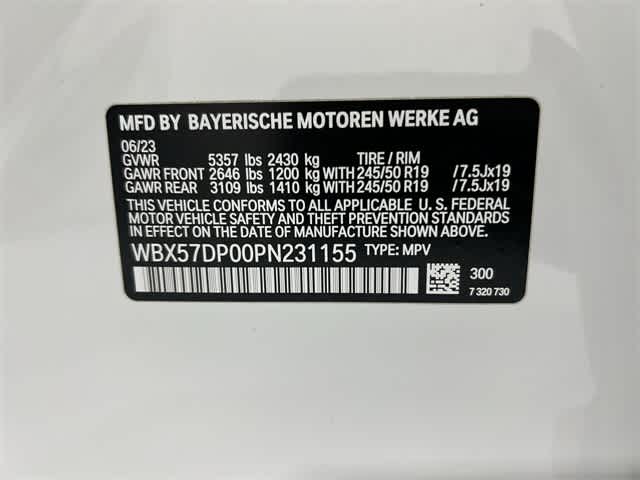 MFD BY BAYERISCHE MOTOREN WERKE AG
06/23
GVWR 5357 lbs 2430 kg TIRE / RIM
GAWR FRONT 2646 lbs 1200 kg WITH 245/50 R19 /7.5Jx19
GAWR REAR 3109 lbs 1410 kg WITH 245/50 R19 /7.5Jx19
THIS VEHICLE CONFORMS TO ALL APPLICABLE U. S. FEDERAL
MOTOR VEHICLE SAFETY AND THEFT PREVENTION STANDARDS
IN EFFECT ON THE DATE OF MANUFACTURE SHOWN ABOVE.
WBX57DP00PN231155 TYPE: MPV
300
7 320 730